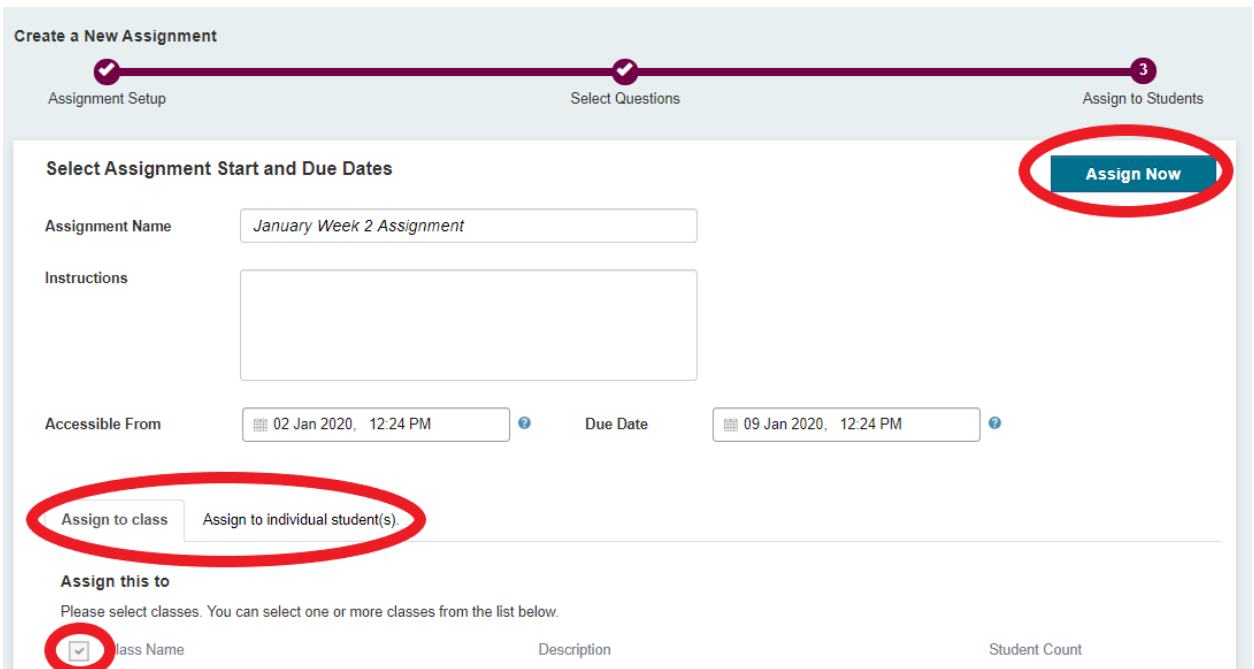 Create a New Assignment
3
Assignment Setup
Select Questions
Assign to Students
Select Assignment Start and Due Dates
Assign Now
Assignment Name
January Week 2 Assignment
Instructions
Accessible From
02 Jan 2020, 12:24 PM
?
Due Date
09 Jan 2020, 12:24 PM
?
Assign to class
Assign to individual student(s).
Assign this to
Please select classes. You can select one or more classes from the list below.
lass Name
Description
Student Count